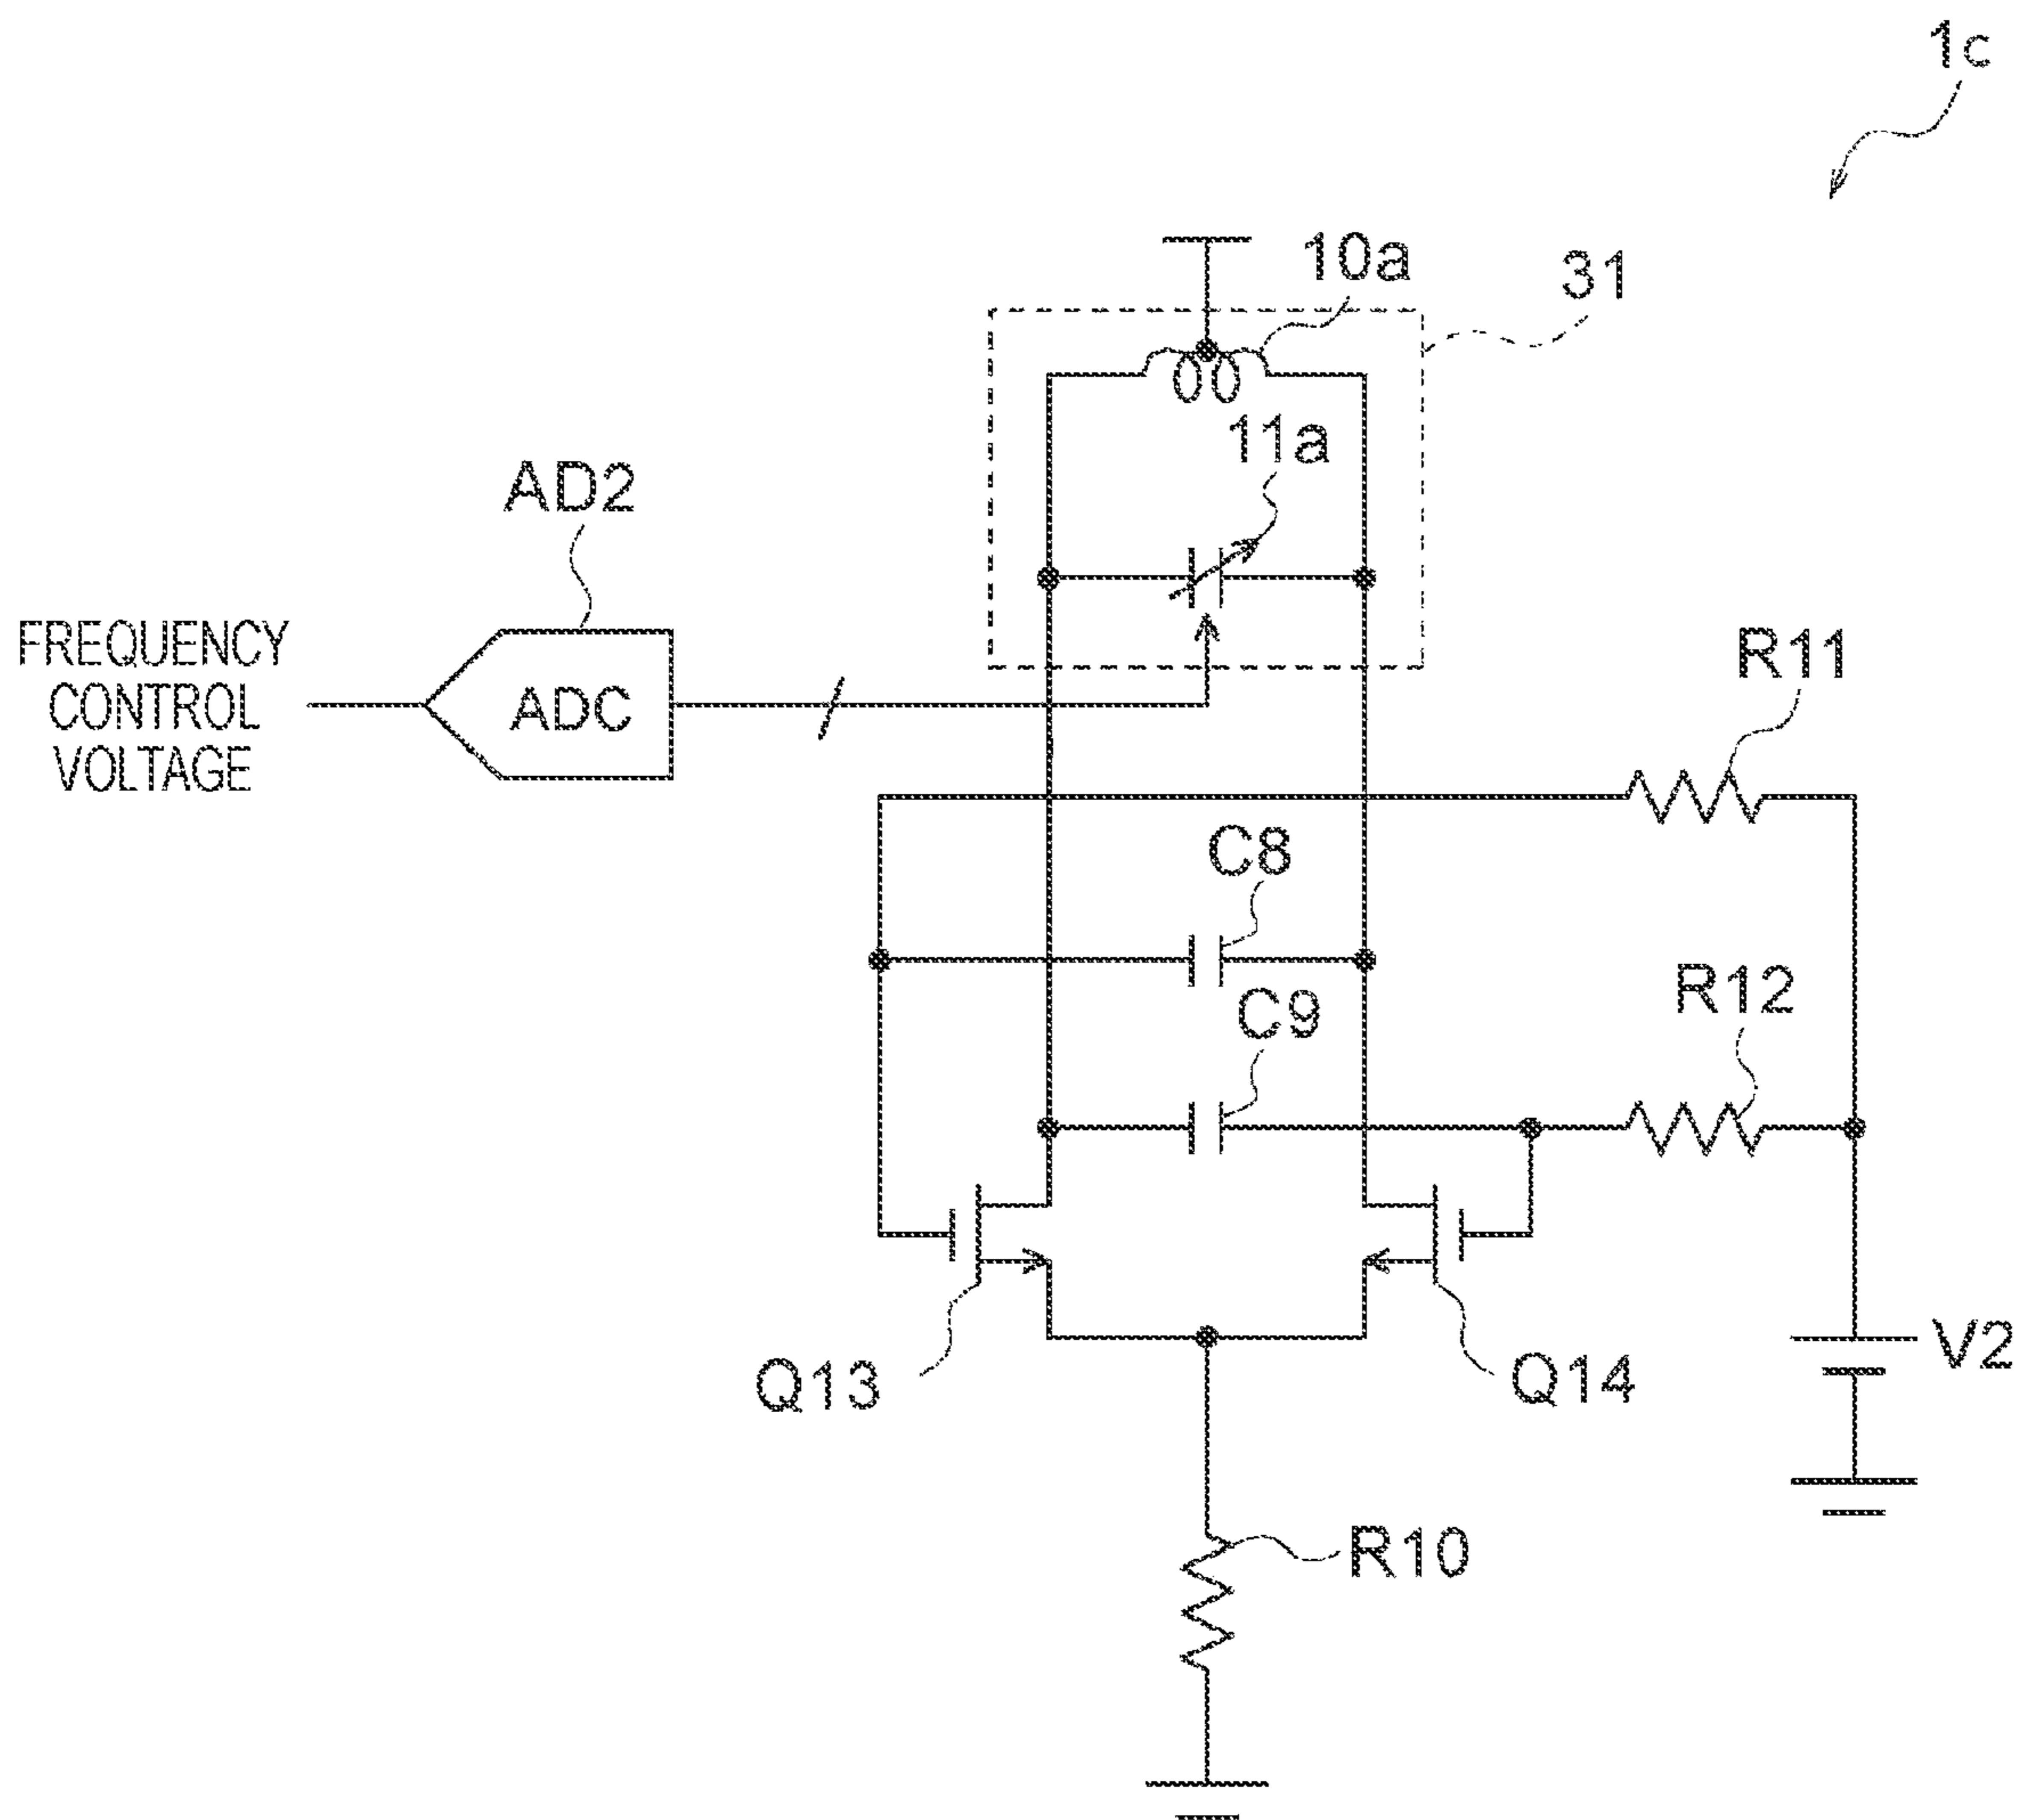 1c
10a
31
11a
AD2
FREQUENCY
CONTROL
VOLTAGE
ADC
R11
C8
R12
C9
Q13
Q14
V2
R10